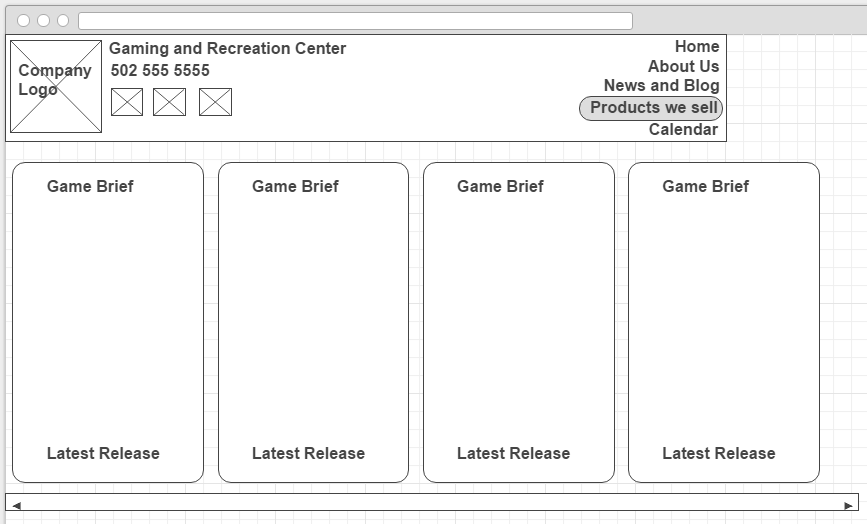 Company
Logo
Gaming and Recreation Center
502 555 5555
Home
About Us
News and Blog
Products we sell
Calendar
Game Brief
Game Brief
Game Brief
Game Brief
Latest Release
Latest Release
Latest Release
Latest Release